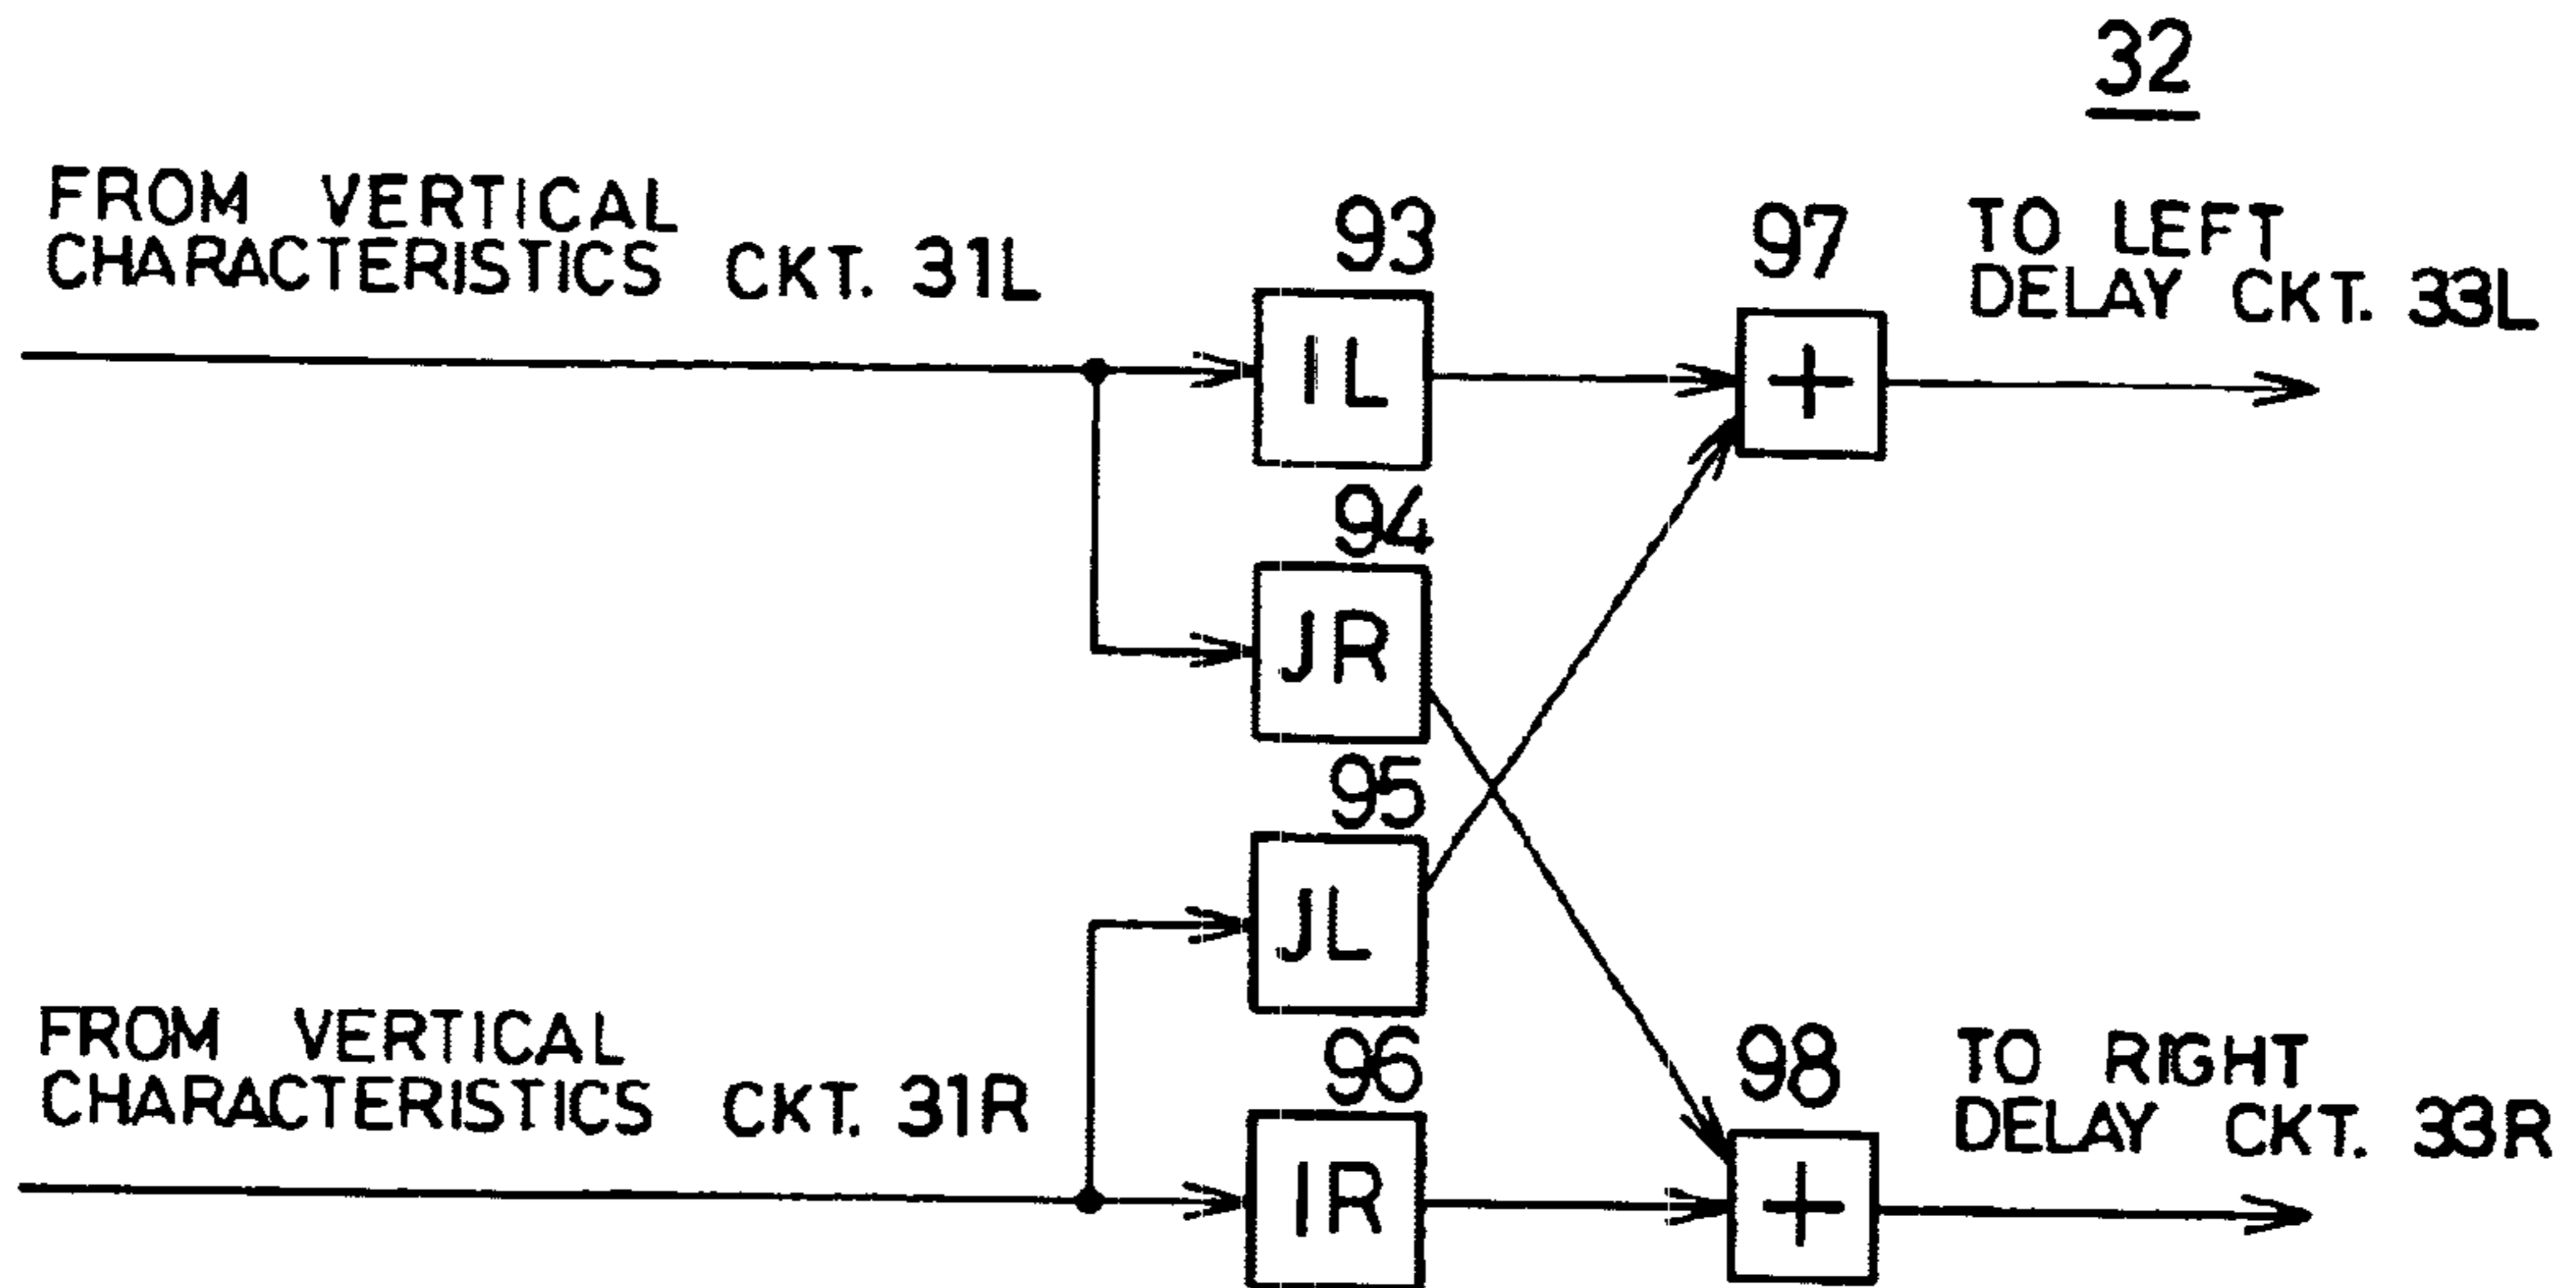 32
FROM VERTICAL
CHARACTERISTICS CKT. 31L
93
97
TO LEFT
DELAY CKT. 33L
IL
+
94
JR
95
JL
FROM VERTICAL
CHARACTERISTICS CKT. 31R
96
98
TO RIGHT
DELAY CKT. 33R
IR
+